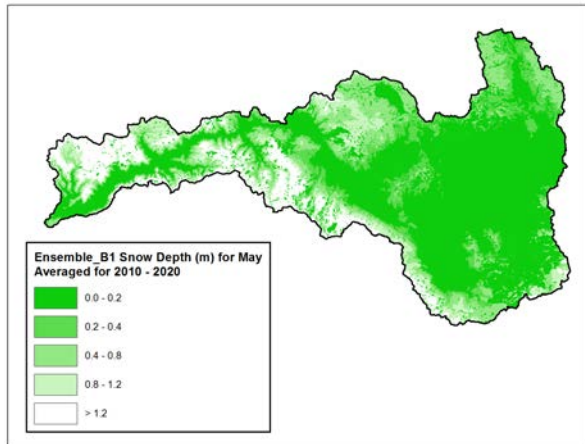 Ensemble_B1 Snow Depth (m) for May
Averaged for 2010 - 2020
0.0 - 0.2
0.2 - 0.4
0.4 - 0.8
0.8 - 1.2
> 1.2